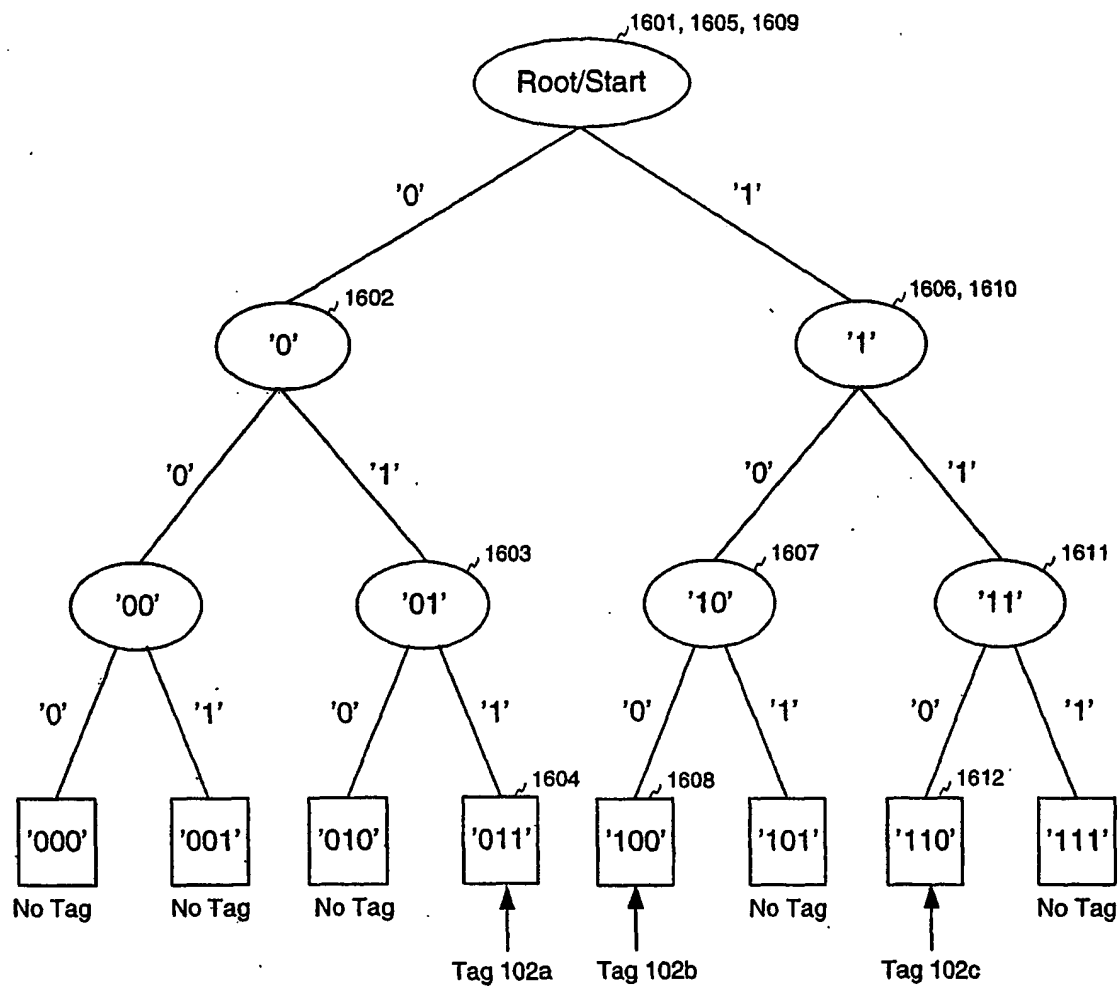 1601, 1605, 1609
Root/Start
'0' '1'
1602 1606, 1610
'0' '1'
'0' '1' '0' '1'
1603 1607 1611
'00' '01' '10' '11'
'0' '1' '0' '1' '0' '1' '0' '1'
1604 1608 1612
'000' '001' '010' '011' '100' '101' '110' '111'
No Tag No Tag No Tag No Tag No Tag
Tag 102a Tag 102b Tag 102c